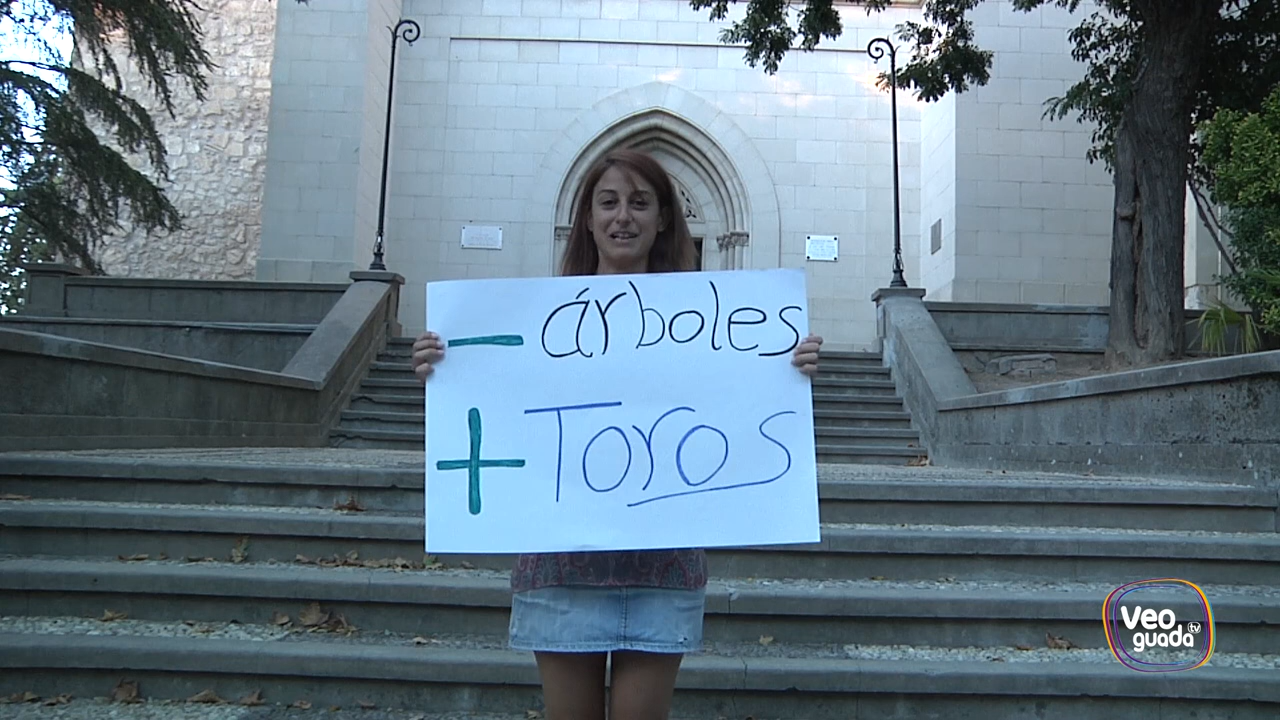 - árboles
+ Toros
Veo
guada tv